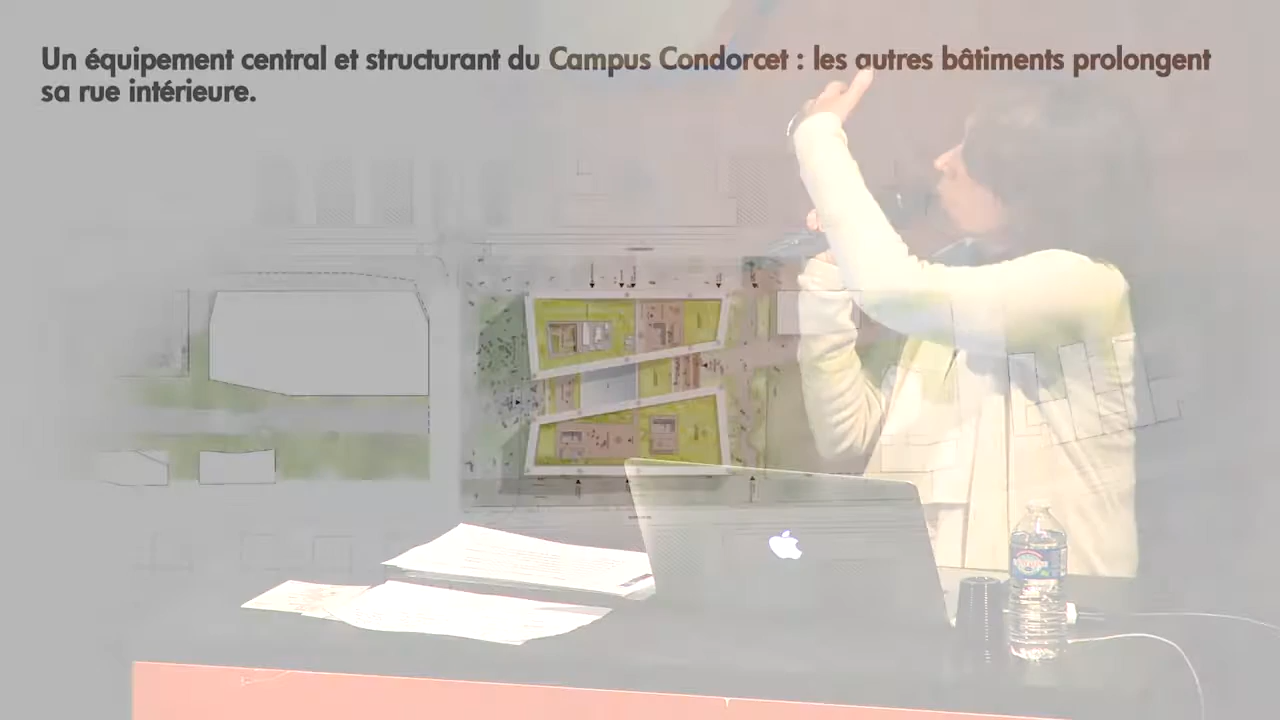 Un équipement central et structurant du Campus Condorcet : les autres bâtiments prolongent
sa rue intérieure.